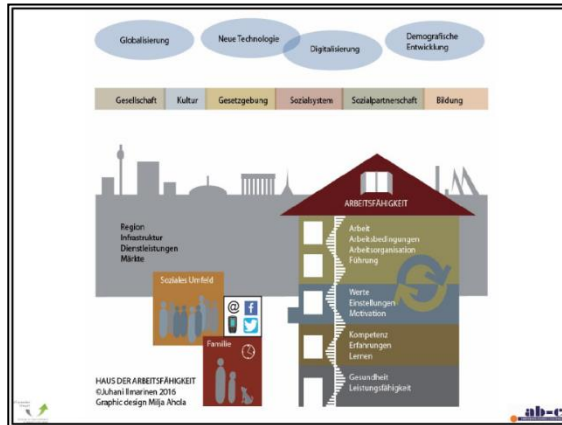 Globalisierung
Neue Technologie
Digitalisierung
Demografische
Entwicklung
Gesellschaft
Kultur
Gesetzgebung
Sozialsystem
Sozialpartnerschaft
Bildung
ARBEITSFÄHIGKEIT
Region
Infrastruktur
Dienstleistungen
Märkte
Arbeit
Arbeitsbedingungen
Arbeitsorganisation
Führung
Soziales Umfeld
@
Werte
Einstellungen
Motivation
Familie
Kompetenz
Erfahrungen
Lernen
Gesundheit
Leistungsfähigkeit
HAUS DER ARBEITSFÄHIGKEIT
©Juhani Ilmarinen 2016
Graphic design Milja Ahola
ab-c